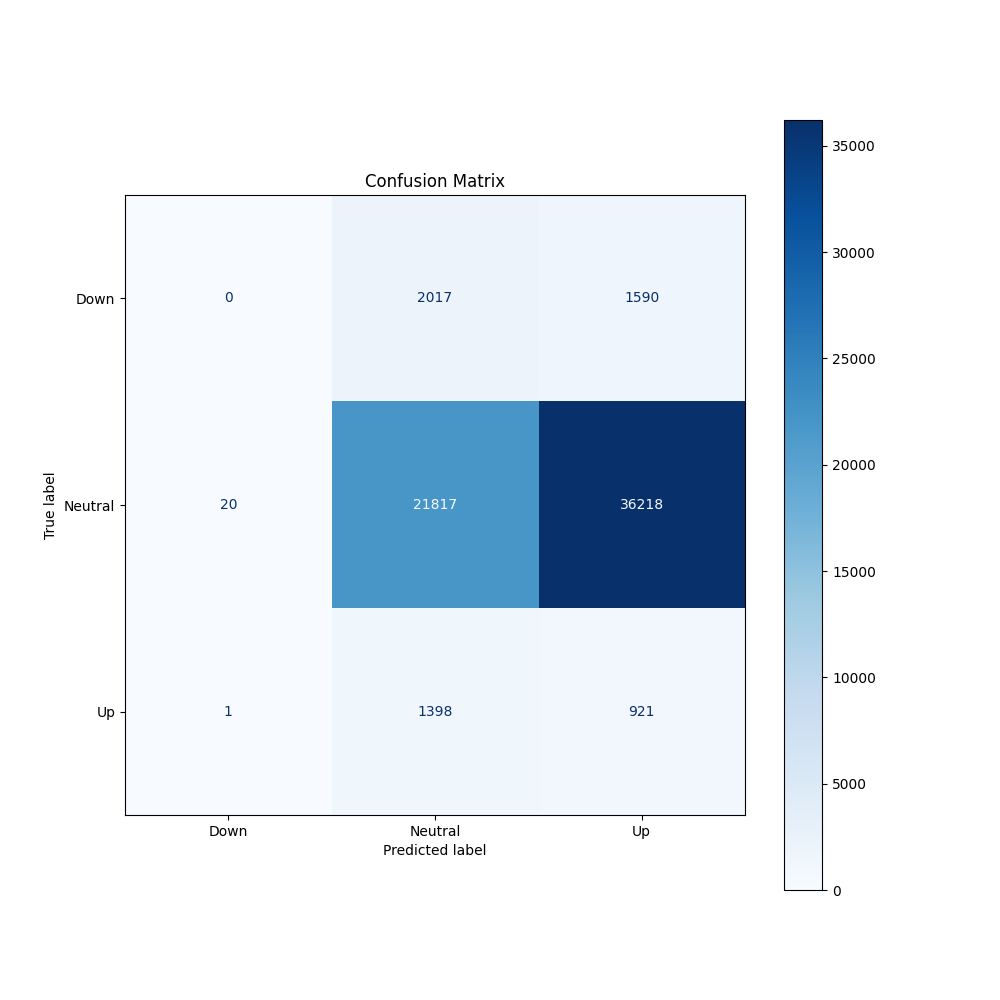 Confusion Matrix
35000
30000
25000
20000
15000
10000
5000
0
True label
Down 0 2017 1590
Neutral 20 21817 36218
Up 1 1398 921
Down Neutral Up
Predicted label